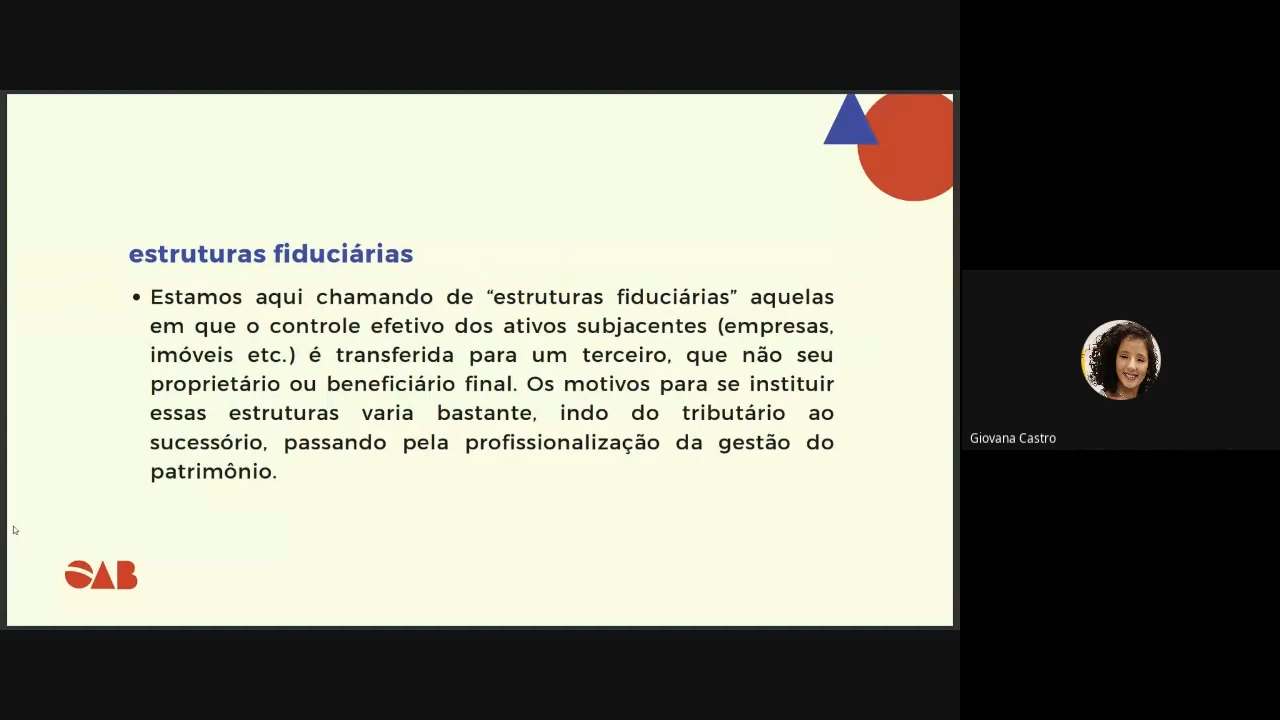 estruturas fiduciárias
• Estamos aqui chamando de “estruturas fiduciárias” aquelas
em que o controle efetivo dos ativos subjacentes (empresas,
imóveis etc.) é transferida para um terceiro, que não seu
proprietário ou beneficiário final. Os motivos para se instituir
essas estruturas varia bastante, indo do tributário ao
sucessório, passando pela profissionalização da gestão do
patrimônio.
OAB
Giovana Castro